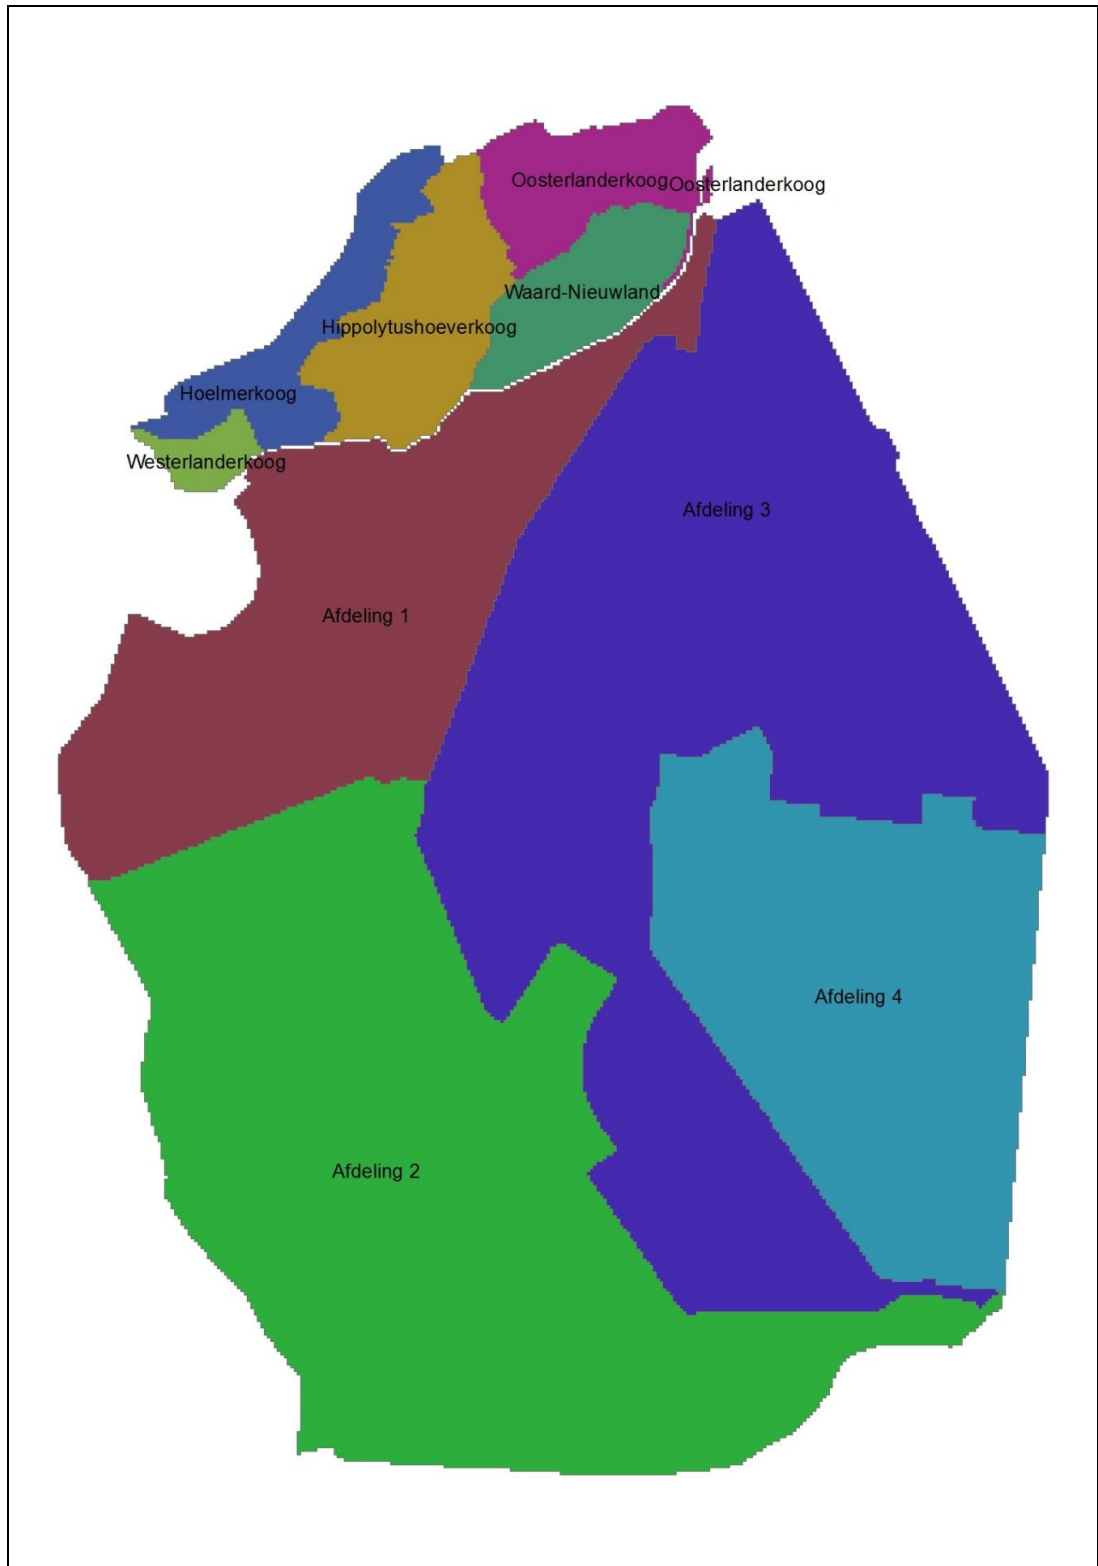 Oosterlanderkoog
Oosterlanderkoog
Waard-Nieuwland
Hippolytushoeverkoog
Hoelmerkoog
Westerlanderkoog
Afdeling 3
Afdeling 1
Afdeling 4
Afdeling 2